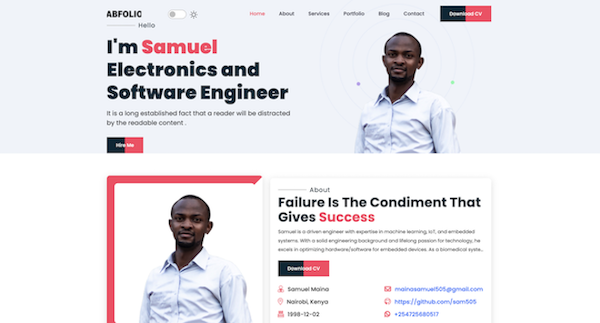 ABFOLIO
Home About Services Portfolio Blog Contact Download CV
Hello
I'm Samuel
Electronics and
Software Engineer
It is a long established fact that a reader will be distracted
by the readable content .
Hire Me
About
Failure Is The Condiment That
Gives Success
Samuel is a driven engineer with expertise in machine learning, IoT, and embedded
systems. With a solid engineering background and lifelong passion for technology, he
excels in optimizing hardware/software for embedded devices. As a biomedical syste..
Download CV
Samuel Maina
mainasamuel505@gmail.com
Nairobi, Kenya
https://github.com/sam505
1998-12-02
+254725680517